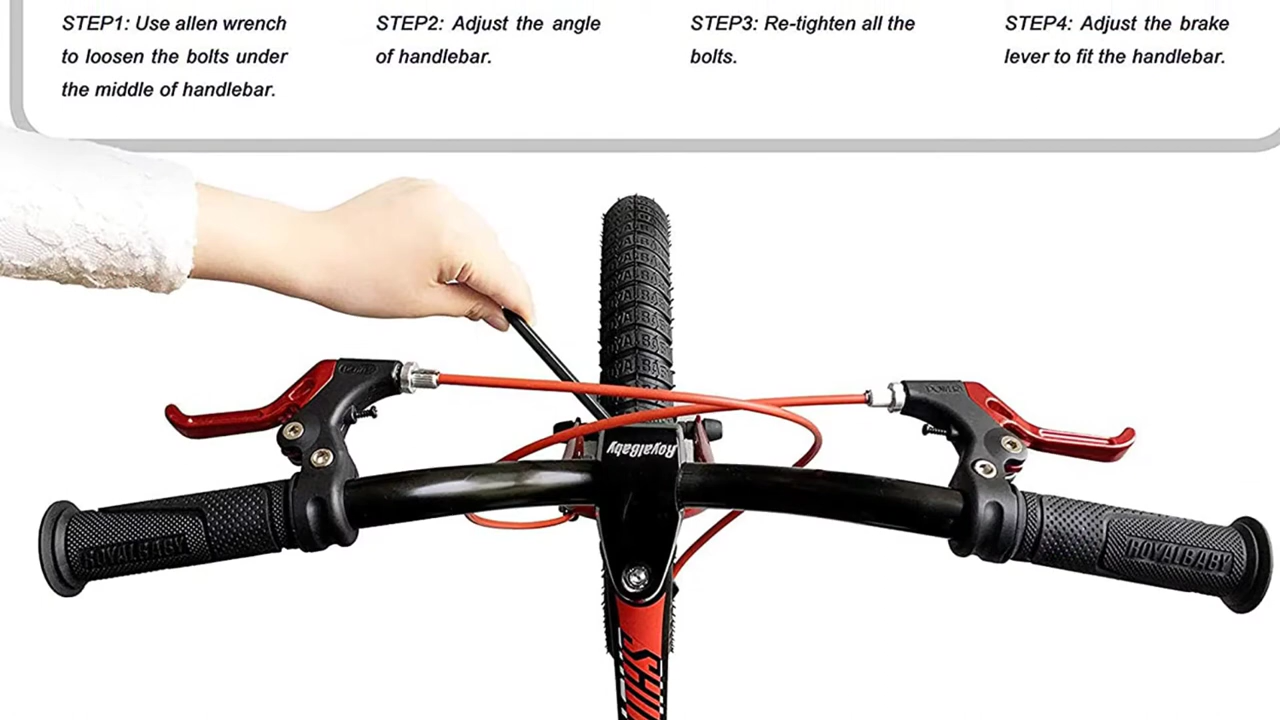 STEP1: Use allen wrench
to loosen the bolts under
the middle of handlebar.
STEP2: Adjust the angle
of handlebar.
STEP3: Re-tighten all the
bolts.
STEP4: Adjust the brake
lever to fit the handlebar.
RoyalBaby
ROYALBABY
ROYALBABY